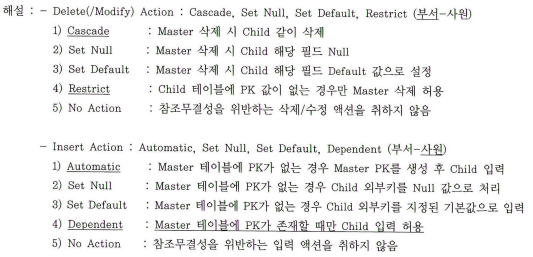 해설 : - Delete(/Modify) Action : Cascade, Set Null, Set Default, Restrict (부서-사원)
1) Cascade : Master 삭제 시 Child 같이 삭제
2) Set Null : Master 삭제 시 Child 해당 필드 Null
3) Set Default : Master 삭제 시 Child 해당 필드 Default 값으로 설정
4) Restrict : Child 테이블에 PK 값이 없는 경우만 Master 삭제 허용
5) No Action : 참조무결성을 위반하는 삭제/수정 액션을 취하지 않음
- Insert Action : Automatic, Set Null, Set Default, Dependent (부서-사원)
1) Automatic : Master 테이블에 PK가 없는 경우 Master PK를 생성 후 Child 입력
2) Set Null : Master 테이블에 PK가 없는 경우 Child 외부키를 Null 값으로 처리
3) Set Default : Master 테이블에 PK가 없는 경우 Child 외부키를 지정된 기본값으로 입력
4) Dependent : Master 테이블에 PK가 존재할 때만 Child 입력 허용
5) No Action : 참조무결성을 위반하는 입력 액션을 취하지 않음